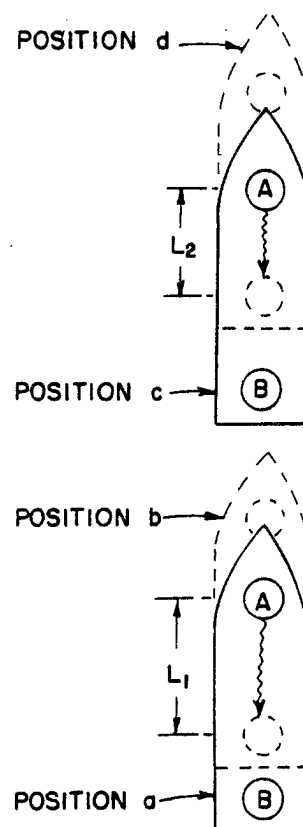 POSITION d
A
L2
POSITION c
B
POSITION b
A
L1
POSITION a
B